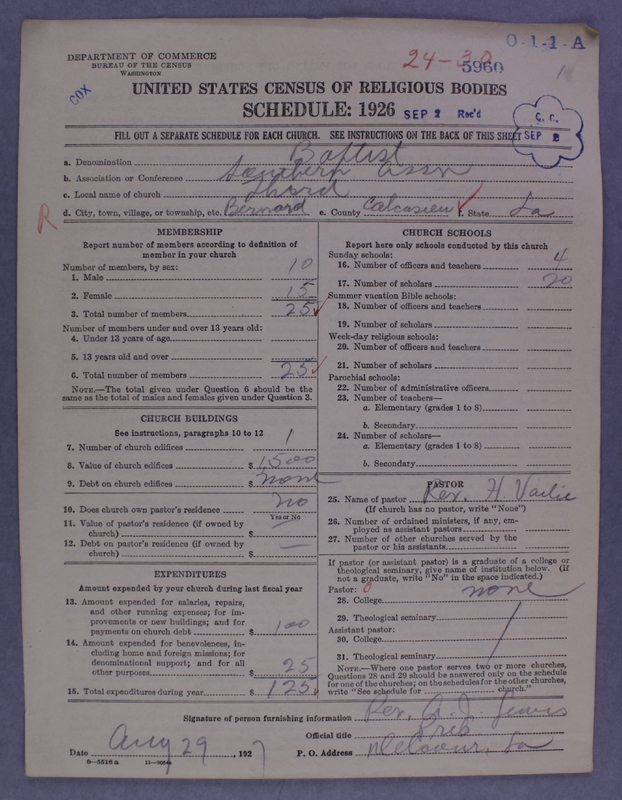 DEPARTMENT OF COMMERCE
BUREAU OF THE CENSUS
WASHINGTON
COX
24-30
5960
0-1-1-A
UNITED STATES CENSUS OF RELIGIOUS BODIES
SCHEDULE: 1926 SEP 2 Rec'd
C. C.
SEP 2
FILL OUT A SEPARATE SCHEDULE FOR EACH CHURCH. SEE INSTRUCTIONS ON THE BACK OF THIS SHEET
a. Denomination Baptist
b. Association or Conference Southern Assn
c. Local name of church Third
R d. City, town, village, or township, etc. Bernard e. County Calcasieu f. State La
MEMBERSHIP
Report number of members according to definition of
member in your church
Number of members, by sex:
1. Male 10
2. Female 15
3. Total number of members 25
Number of members under and over 13 years old:
4. Under 13 years of age
5. 13 years old and over
6. Total number of members 25
NOTE.—The total given under Question 6 should be the
same as the total of males and females given under Question 3.
CHURCH BUILDINGS
See instructions, paragraphs 10 to 12
7. Number of church edifices 1
8. Value of church edifices $ 1500
9. Debt on church edifices $ none
10. Does church own pastor's residence no
Yes or No
11. Value of pastor's residence (if owned by
church) $ —
12. Debt on pastor's residence (if owned by
church) $ —
EXPENDITURES
Amount expended by your church during last fiscal year
13. Amount expended for salaries, repairs,
and other running expenses; for im-
provements or new buildings; and for
payments on church debt $ 100
14. Amount expended for benevolences, in-
cluding home and foreign missions; for
denominational support; and for all
other purposes $ 25
15. Total expenditures during year $ 125
CHURCH SCHOOLS
Report here only schools conducted by this church
Sunday schools:
16. Number of officers and teachers 4
17. Number of scholars 20
Summer vacation Bible schools:
18. Number of officers and teachers
19. Number of scholars
Week-day religious schools:
20. Number of officers and teachers
21. Number of scholars
Parochial schools:
22. Number of administrative officers
23. Number of teachers—
a. Elementary (grades 1 to 8)
b. Secondary
24. Number of scholars—
a. Elementary (grades 1 to 8)
b. Secondary
PASTOR
25. Name of pastor Rev. H.
(If church has no pastor, write "None")
26. Number of ordained ministers, if any, em-
ployed as assistant pastors
27. Number of other churches served by the
pastor or his assistants
If pastor (or assistant pastor) is a graduate of a college or
theological seminary, give name of institution below. (If
not a graduate, write "No" in the space indicated.)
Pastor: 0
28. College none
29. Theological seminary
Assistant pastor:
30. College
31. Theological seminary
NOTE.—Where one pastor serves two or more churches,
Questions 28 and 29 should be answered only on the schedule
for one of the churches; on the schedules for the other churches,
write "See schedule for church."
Signature of person furnishing information Rev. Lewis
Official title
Date Aug 29, 1927 P. O. Address La
8-5518 a